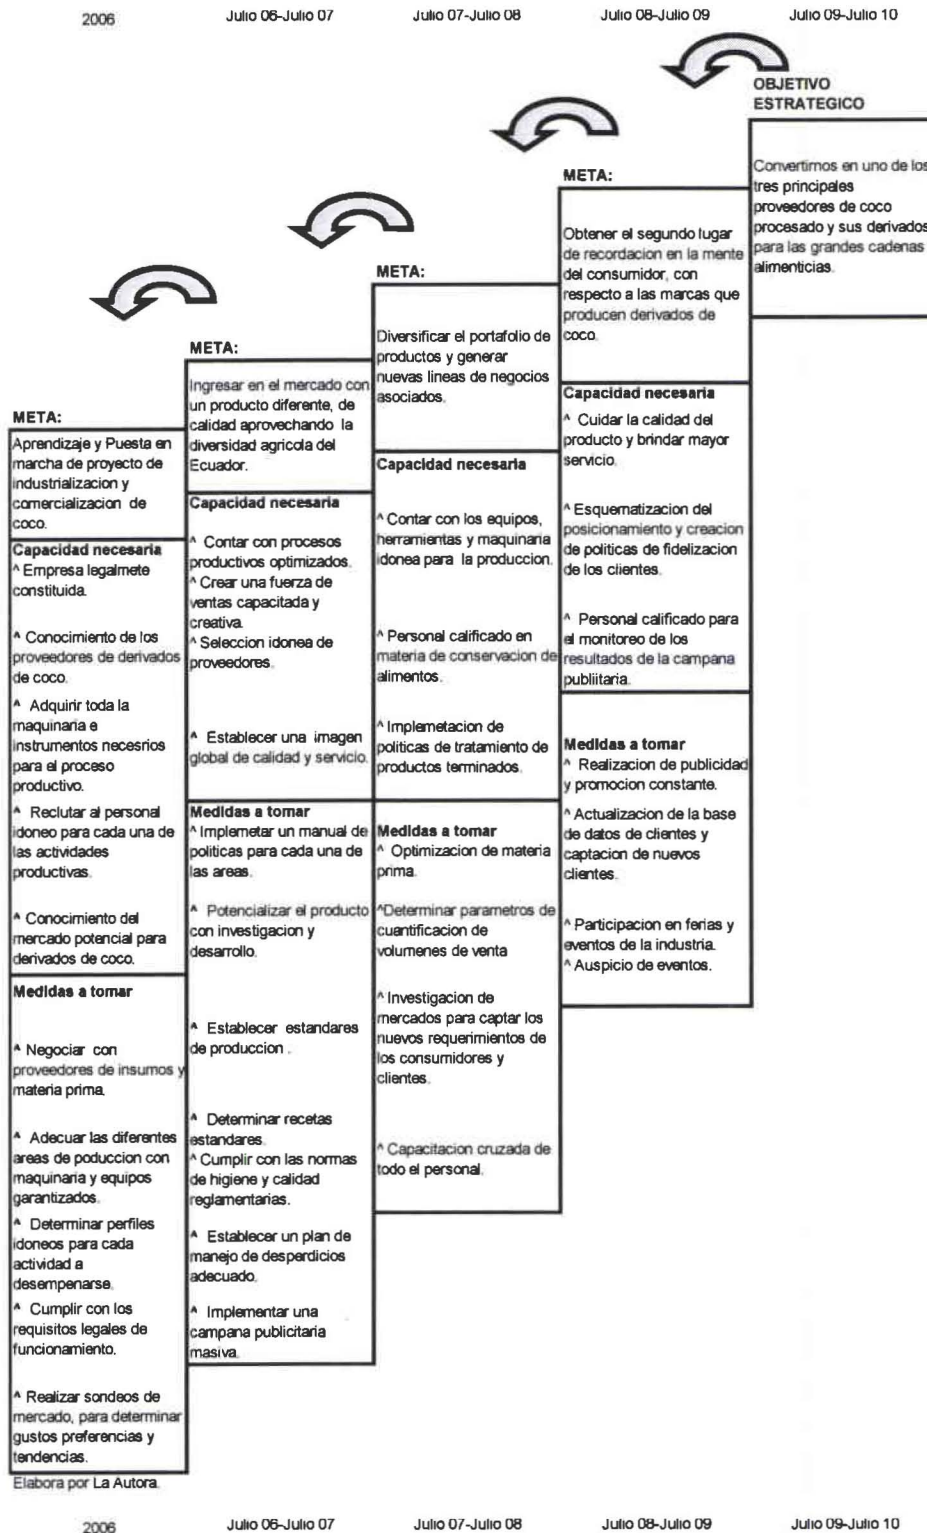 2006 Julio 06-Julio 07 Julio 07-Julio 08 Julio 08-Julio 09 Julio 09-Julio 10
META:
Aprendizaje y Puesta en
marcha de proyecto de
industrializacion y
comercializacion de
coco.
Capacidad necesaria
^ Empresa legalmete
constituida.
^ Conocimiento de los
proveedores de derivados
de coco.
^ Adquirir toda la
maquinaria e
instrumentos necesrios
para el proceso
productivo.
^ Reclutar al personal
idoneo para cada una de
las actividades
productivas.
^ Conocimiento del
mercado potencial para
derivados de coco.
Medidas a tomar
^ Negociar con
proveedores de insumos y
materia prima.
^ Adecuar las diferentes
areas de poduccion con
maquinaria y equipos
garantizados.
^ Determinar perfiles
idoneos para cada
actividad a
desempenarse.
^ Cumplir con los
requisitos legales de
funcionamiento.
^ Realizar sondeos de
mercado, para determinar
gustos preferencias y
tendencias.
Elabora por La Autora.
META:
Ingresar en el mercado con
un producto diferente, de
calidad aprovechando la
diversidad agricola del
Ecuador.
Capacidad necesaria
^ Contar con procesos
productivos optimizados.
^ Crear una fuerza de
ventas capacitada y
creativa.
^ Seleccion idonea de
proveedores.
^ Establecer una imagen
global de calidad y servicio.
Medidas a tomar
^ Implemetar un manual de
politicas para cada una de
las areas.
^ Potencializar el producto
con investigacion y
desarrollo.
^ Establecer estandares
de produccion .
^ Determinar recetas
estandares.
^ Cumplir con las normas
de higiene y calidad
reglamentarias.
^ Establecer un plan de
manejo de desperdicios
adecuado.
^ Implementar una
campana publicitaria
masiva.
META:
Diversificar el portafolio de
productos y generar
nuevas lineas de negocios
asociados.
Capacidad necesaria
^ Contar con los equipos,
herramientas y maquinaria
idonea para la produccion.
^ Personal calificado en
materia de conservacion de
alimentos.
^ Implemetacion de
politicas de tratamiento de
productos terminados.
Medidas a tomar
^ Optimizacion de materia
prima.
^Determinar parametros de
cuantificacion de
volumenes de venta
^ Investigacion de
mercados para captar los
nuevos requerimientos de
los consumidores y
clientes.
^ Capacitacion cruzada de
todo el personal.
META:
Obtener el segundo lugar
de recordacion en la mente
del consumidor, con
respecto a las marcas que
producen derivados de
coco.
Capacidad necesaria
^ Cuidar la calidad del
producto y brindar mayor
servicio.
^ Esquematizacion del
posicionamiento y creacion
de politicas de fidelizacion
de los clientes.
^ Personal calificado para
el monitoreo de los
resultados de la campana
publiitaria.
Medidas a tomar
^ Realizacion de publicidad
y promocion constante.
^ Actualizacion de la base
de datos de clientes y
captacion de nuevos
clientes.
^ Participacion en ferias y
eventos de la industria.
^ Auspicio de eventos.
OBJETIVO
ESTRATEGICO
Convertirnos en uno de los
tres principales
proveedores de coco
procesado y sus derivados
para las grandes cadenas
alimenticias.
2006 Julio 06-Julio 07 Julio 07-Julio 08 Julio 08-Julio 09 Julio 09-Julio 10